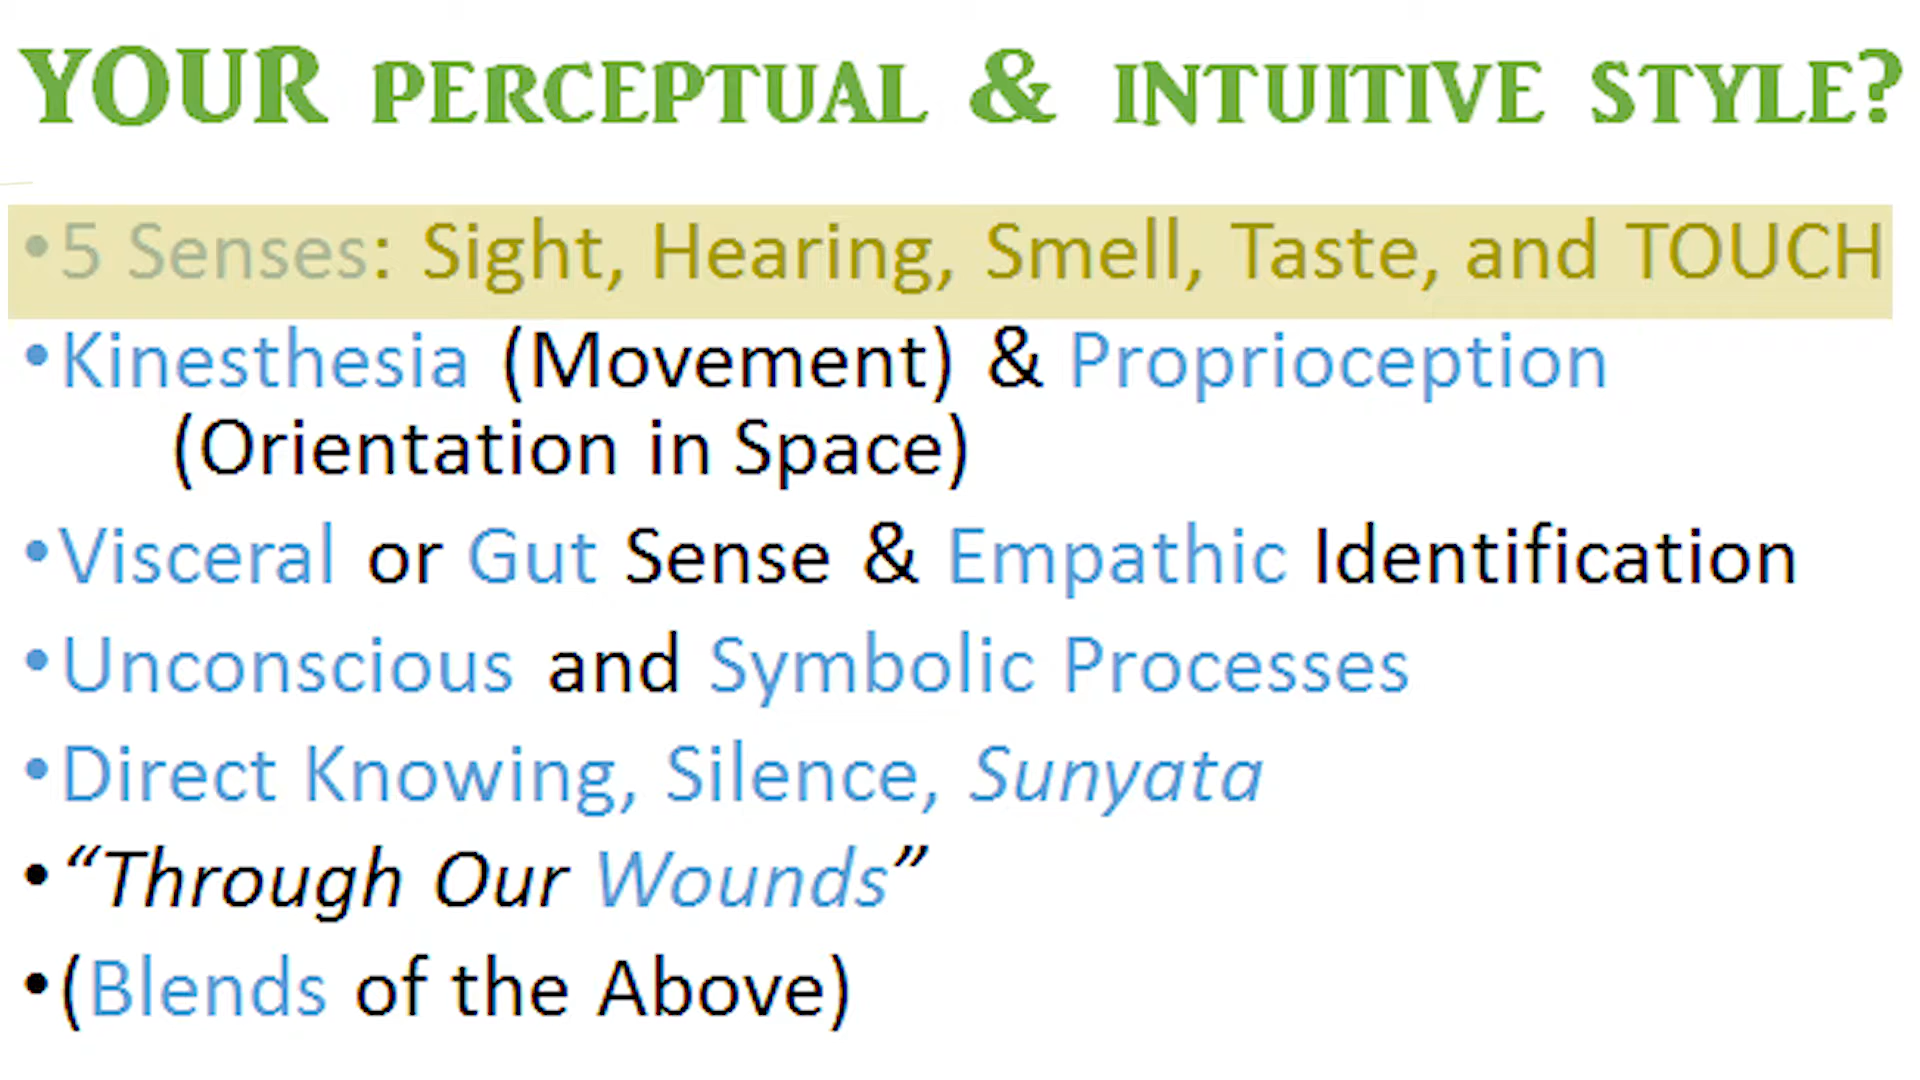 YOUR PERCEPTUAL & INTUITIVE STYLE?
•5 Senses: Sight, Hearing, Smell, Taste, and TOUCH
•Kinesthesia (Movement) & Proprioception
(Orientation in Space)
•Visceral or Gut Sense & Empathic Identification
•Unconscious and Symbolic Processes
•Direct Knowing, Silence, Sunyata
•“Through Our Wounds”
•(Blends of the Above)